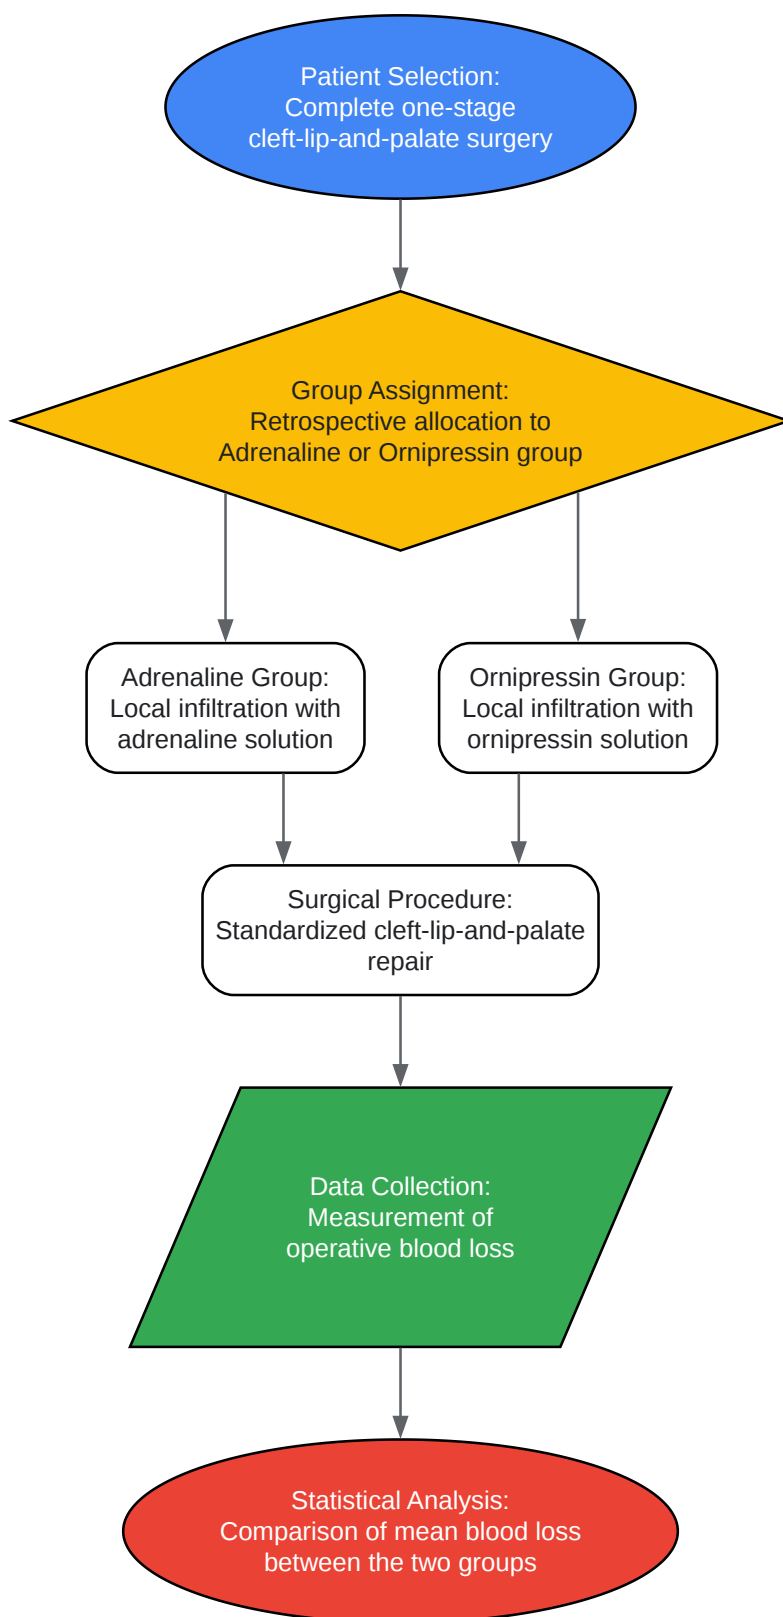 Patient Selection:
Complete one-stage
cleft-lip-and-palate surgery
Group Assignment:
Retrospective allocation to
Adrenaline or Ornipressin group
Adrenaline Group:
Local infiltration with
adrenaline solution
Ornipressin Group:
Local infiltration with
ornipressin solution
Surgical Procedure:
Standardized cleft-lip-and-palate
repair
Data Collection:
Measurement of
operative blood loss
Statistical Analysis:
Comparison of mean blood loss
between the two groups